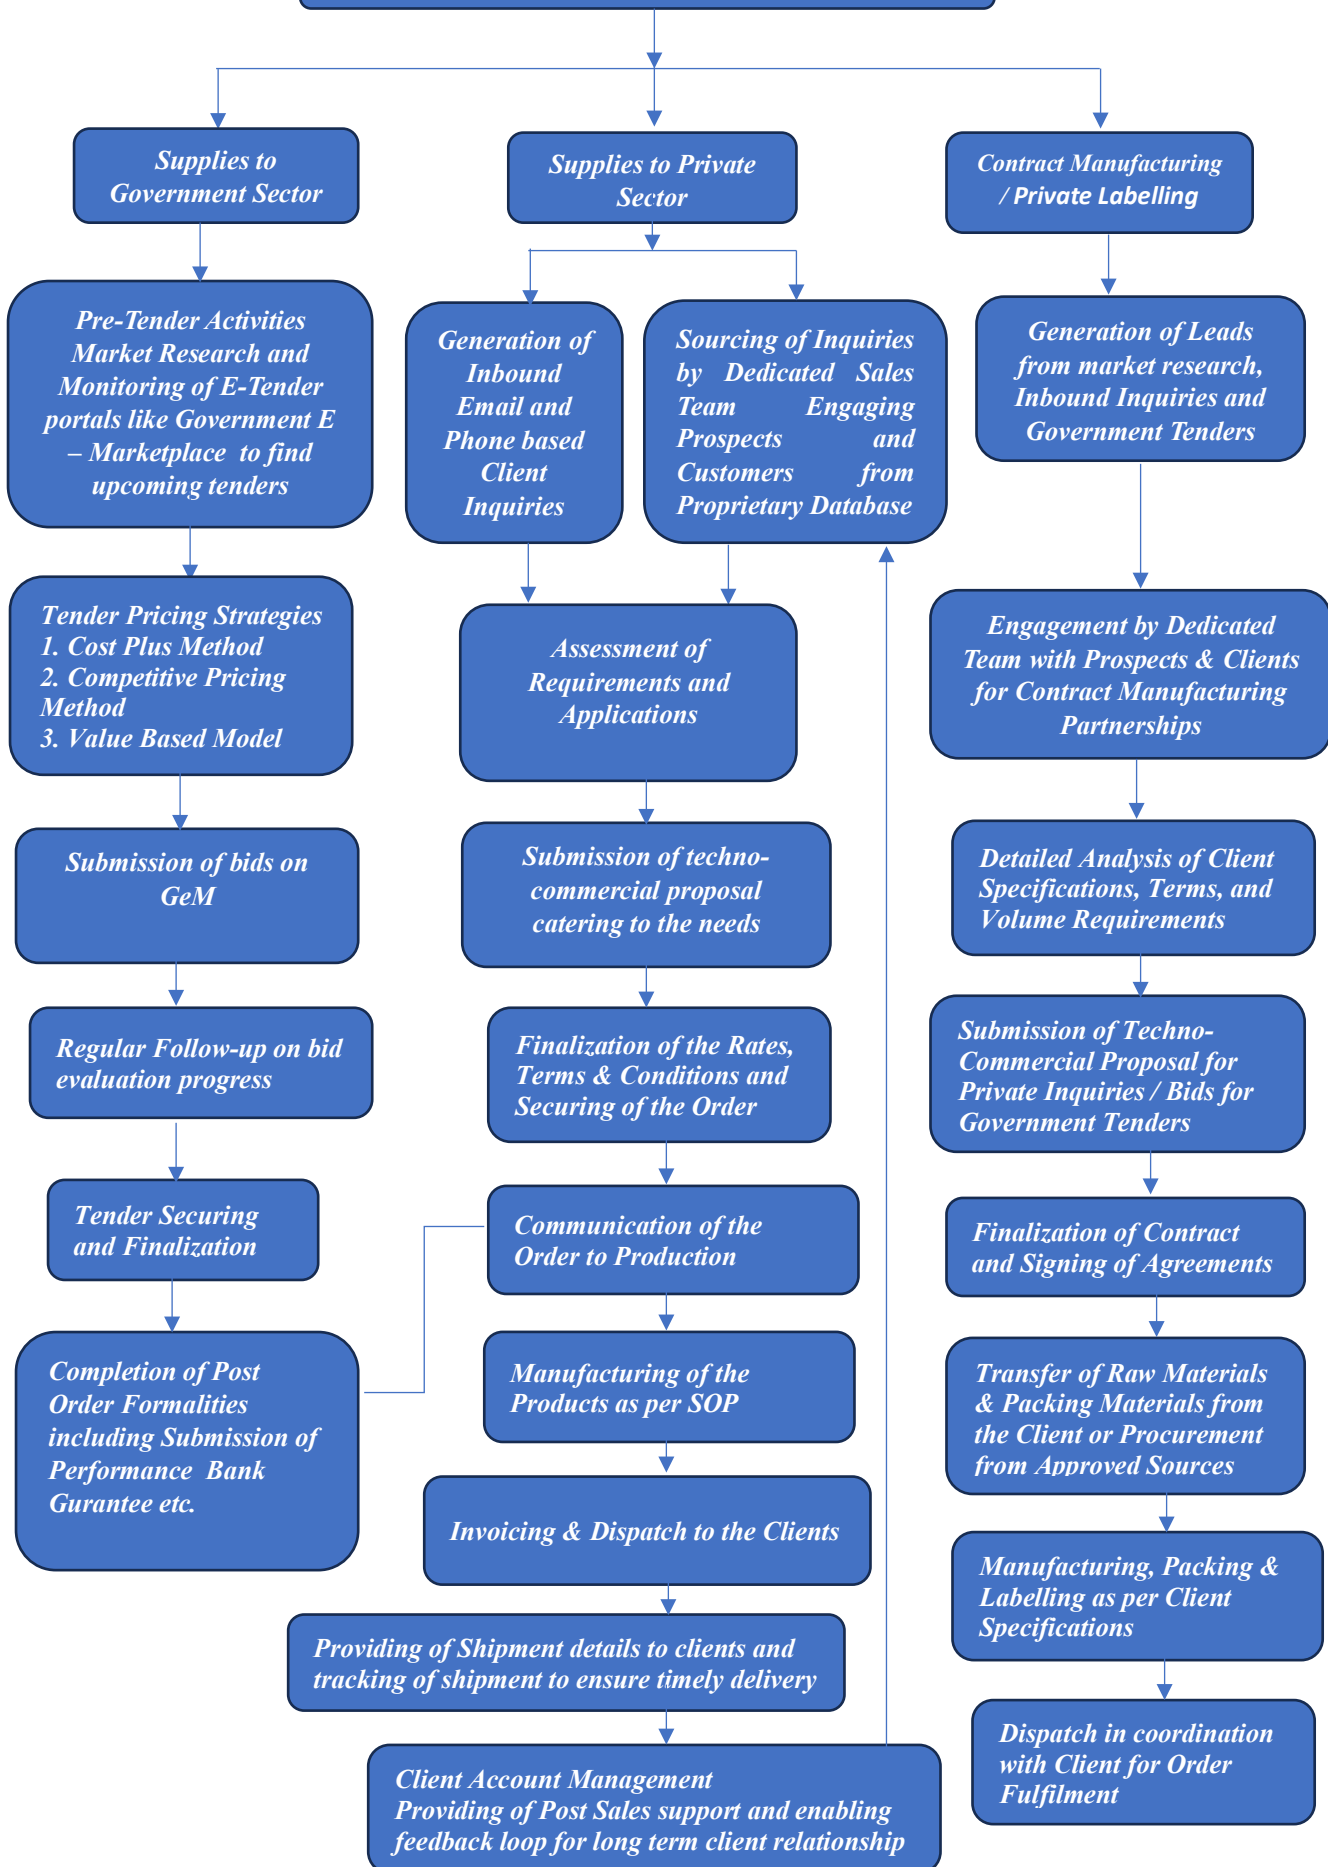 Supplies to
Government Sector
Supplies to Private
Sector
Contract Manufacturing
/ Private Labelling
Pre-Tender Activities
Market Research and
Monitoring of E-Tender
portals like Government E
– Marketplace to find
upcoming tenders
Generation of
Inbound
Email and
Phone based
Client
Inquiries
Sourcing of Inquiries
by Dedicated Sales
Team Engaging
Prospects and
Customers from
Proprietary Database
Generation of Leads
from market research,
Inbound Inquiries and
Government Tenders
Tender Pricing Strategies
1. Cost Plus Method
2. Competitive Pricing
Method
3. Value Based Model
Assessment of
Requirements and
Applications
Engagement by Dedicated
Team with Prospects & Clients
for Contract Manufacturing
Partnerships
Submission of bids on
GeM
Submission of techno-
commercial proposal
catering to the needs
Detailed Analysis of Client
Specifications, Terms, and
Volume Requirements
Regular Follow-up on bid
evaluation progress
Finalization of the Rates,
Terms & Conditions and
Securing of the Order
Submission of Techno-
Commercial Proposal for
Private Inquiries / Bids for
Government Tenders
Tender Securing
and Finalization
Communication of the
Order to Production
Finalization of Contract
and Signing of Agreements
Completion of Post
Order Formalities
including Submission of
Performance Bank
Gurantee etc.
Manufacturing of the
Products as per SOP
Transfer of Raw Materials
& Packing Materials from
the Client or Procurement
from Approved Sources
Invoicing & Dispatch to the Clients
Manufacturing, Packing &
Labelling as per Client
Specifications
Providing of Shipment details to clients and
tracking of shipment to ensure timely delivery
Dispatch in coordination
with Client for Order
Fulfilment
Client Account Management
Providing of Post Sales support and enabling
feedback loop for long term client relationship